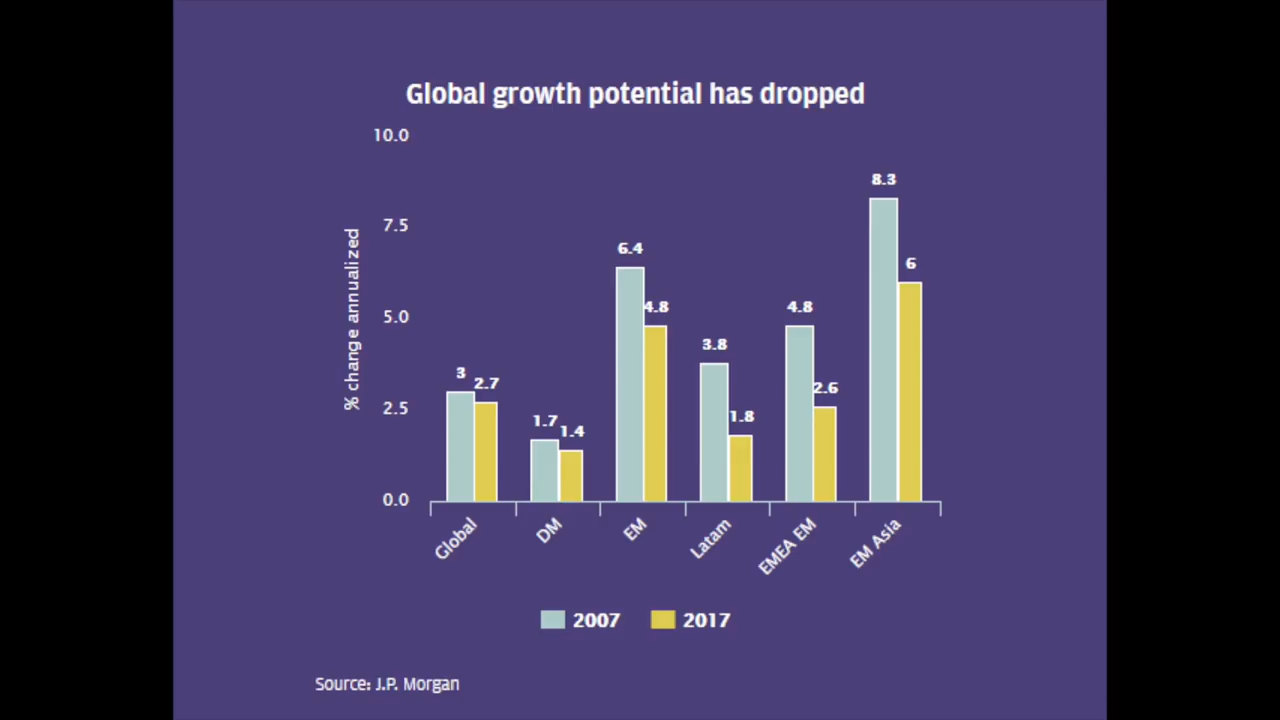 Global growth potential has dropped
% change annualized
10.0
7.5
5.0
2.5
0.0
3
2.7
1.7
1.4
6.4
4.8
3.8
1.8
4.8
2.6
8.3
6
Global
DM
EM
Latam
EMEA EM
EM Asia
2007
2017
Source: J.P. Morgan